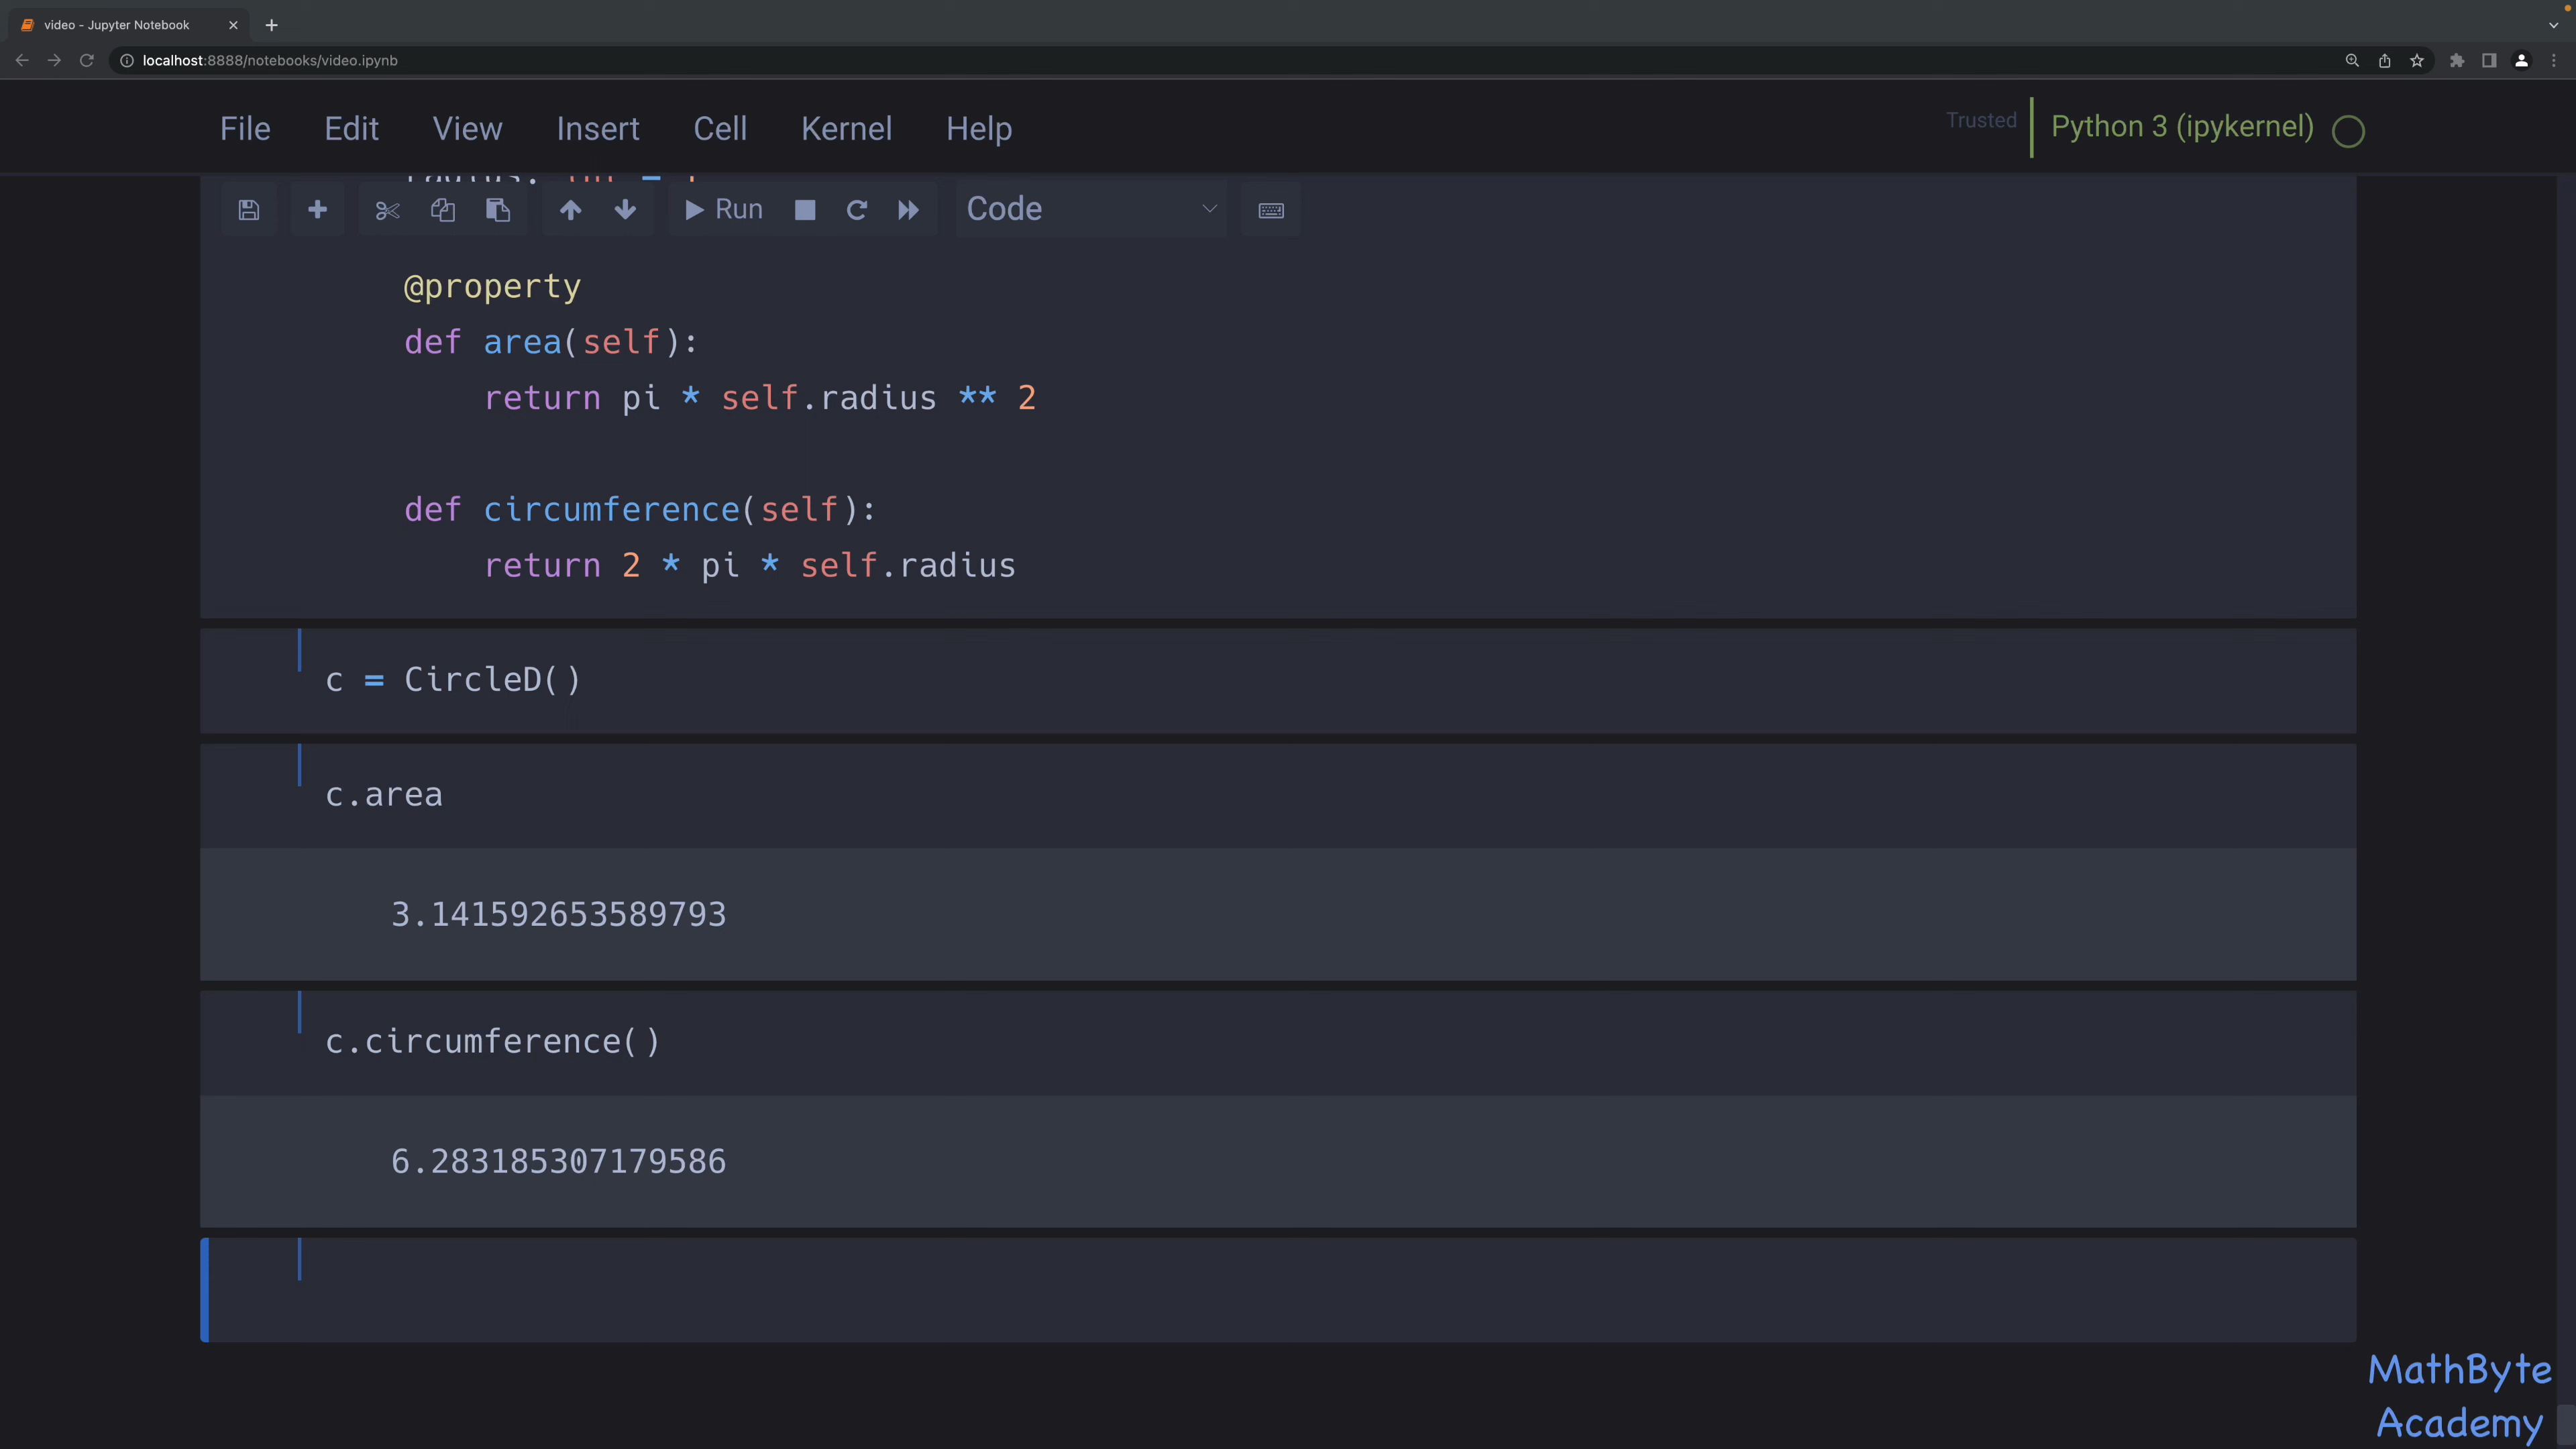 video - Jupyter Notebook
localhost:8888/notebooks/video.ipynb
File Edit View Insert Cell Kernel Help
Trusted Python 3 (ipykernel)
Run Code
@property
def area(self):
return pi * self.radius ** 2
def circumference(self):
return 2 * pi * self.radius
c = CircleD()
c.area
3.141592653589793
c.circumference()
6.283185307179586
MathByte
Academy